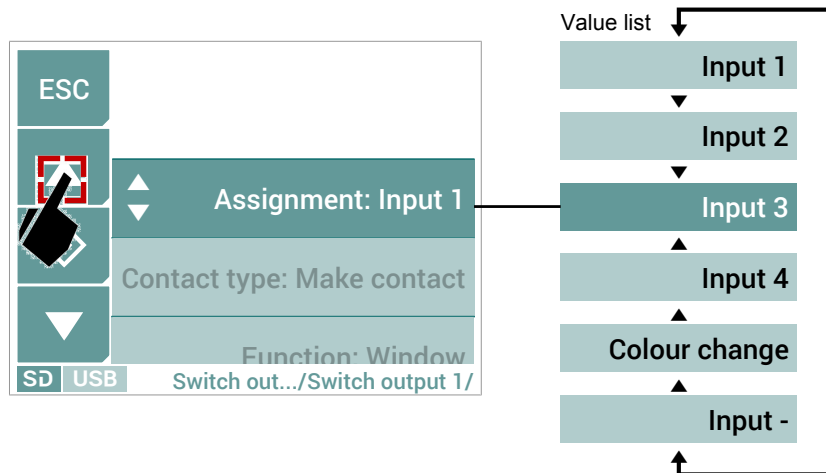 Value list
ESC
Assignment: Input 1
Contact type: Make contact
Function: Window
SD USB Switch out.../Switch output 1/
Input 1
Input 2
Input 3
Input 4
Colour change
Input -